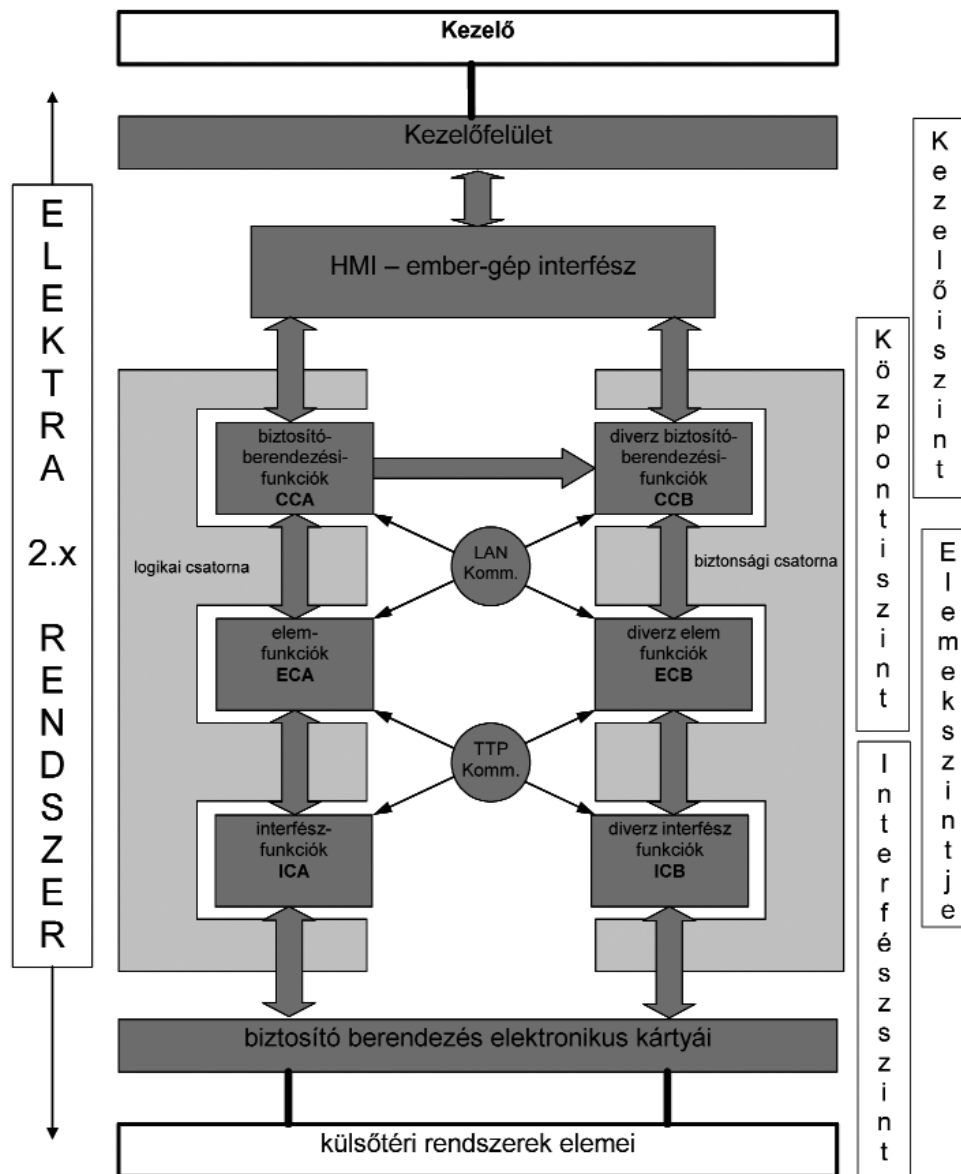 Kezelő
Kezelőfelület
HMI – ember-gép interfész
biztosító-
berendezési-
funkciók
CCA
diverz biztosító-
berendezési-
funkciók
CCB
LAN
Komm.
logikai csatorna
biztonsági csatorna
elem-
funkciók
ECA
diverz elem
funkciók
ECB
TTP
Komm.
interfész-
funkciók
ICA
diverz interfész
funkciók
ICB
biztosító berendezés elektronikus kártyái
külsőtéri rendszerek elemei
ELEKTRA 2.x RENDSZER
Kezelőiszint
Központiszint
Elemekszintje
Interfészszint